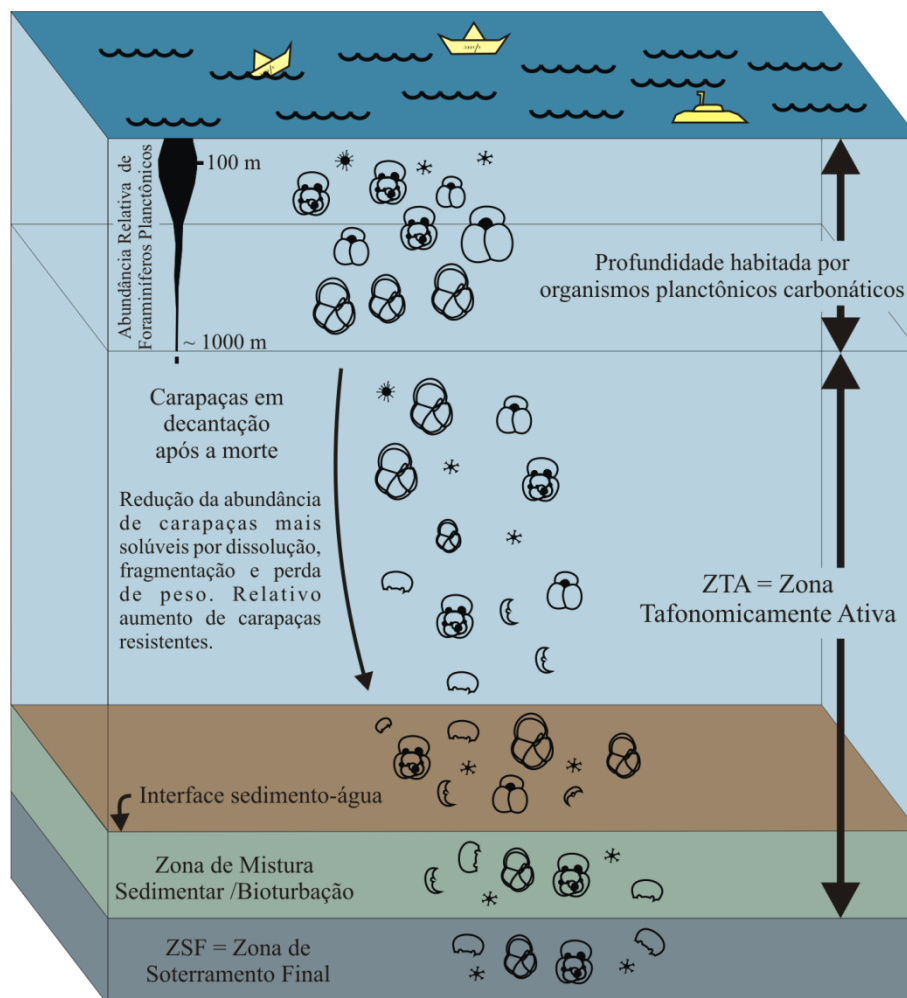 smp
smp
Abundância Relativa de
Foraminíferos Planctônicos
100 m
~ 1000 m
Profundidade habitada por
organismos planctônicos carbonáticos
Carapaças em
decantação
após a morte
Redução da abundância
de carapaças mais
solúveis por dissolução,
fragmentação e perda
de peso. Relativo
aumento de carapaças
resistentes.
ZTA = Zona
Tafonomicamente Ativa
Interface sedimento-água
Zona de Mistura
Sedimentar /Bioturbação
ZSF = Zona de
Soterramento Final